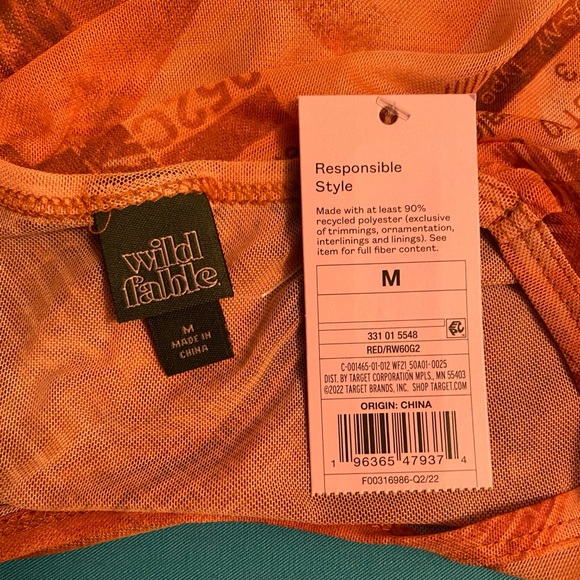 052C
S-NY
Type
wild
fable
M
MADE IN
CHINA
Responsible
Style
Made with at least 90%
recycled polyester (exclusive
of trimmings, ornamentation,
interlinings and linings). See
item for full fiber content.
M
331 01 5548
RED/RW60G2
C-001465-01-012 WF21_50A01-0025
DIST. BY TARGET CORPORATION MPLS., MN 55403
©2022 TARGET BRANDS, INC. SHOP TARGET.COM
ORIGIN: CHINA
1 96365 47937 4
F00316986-Q2/22